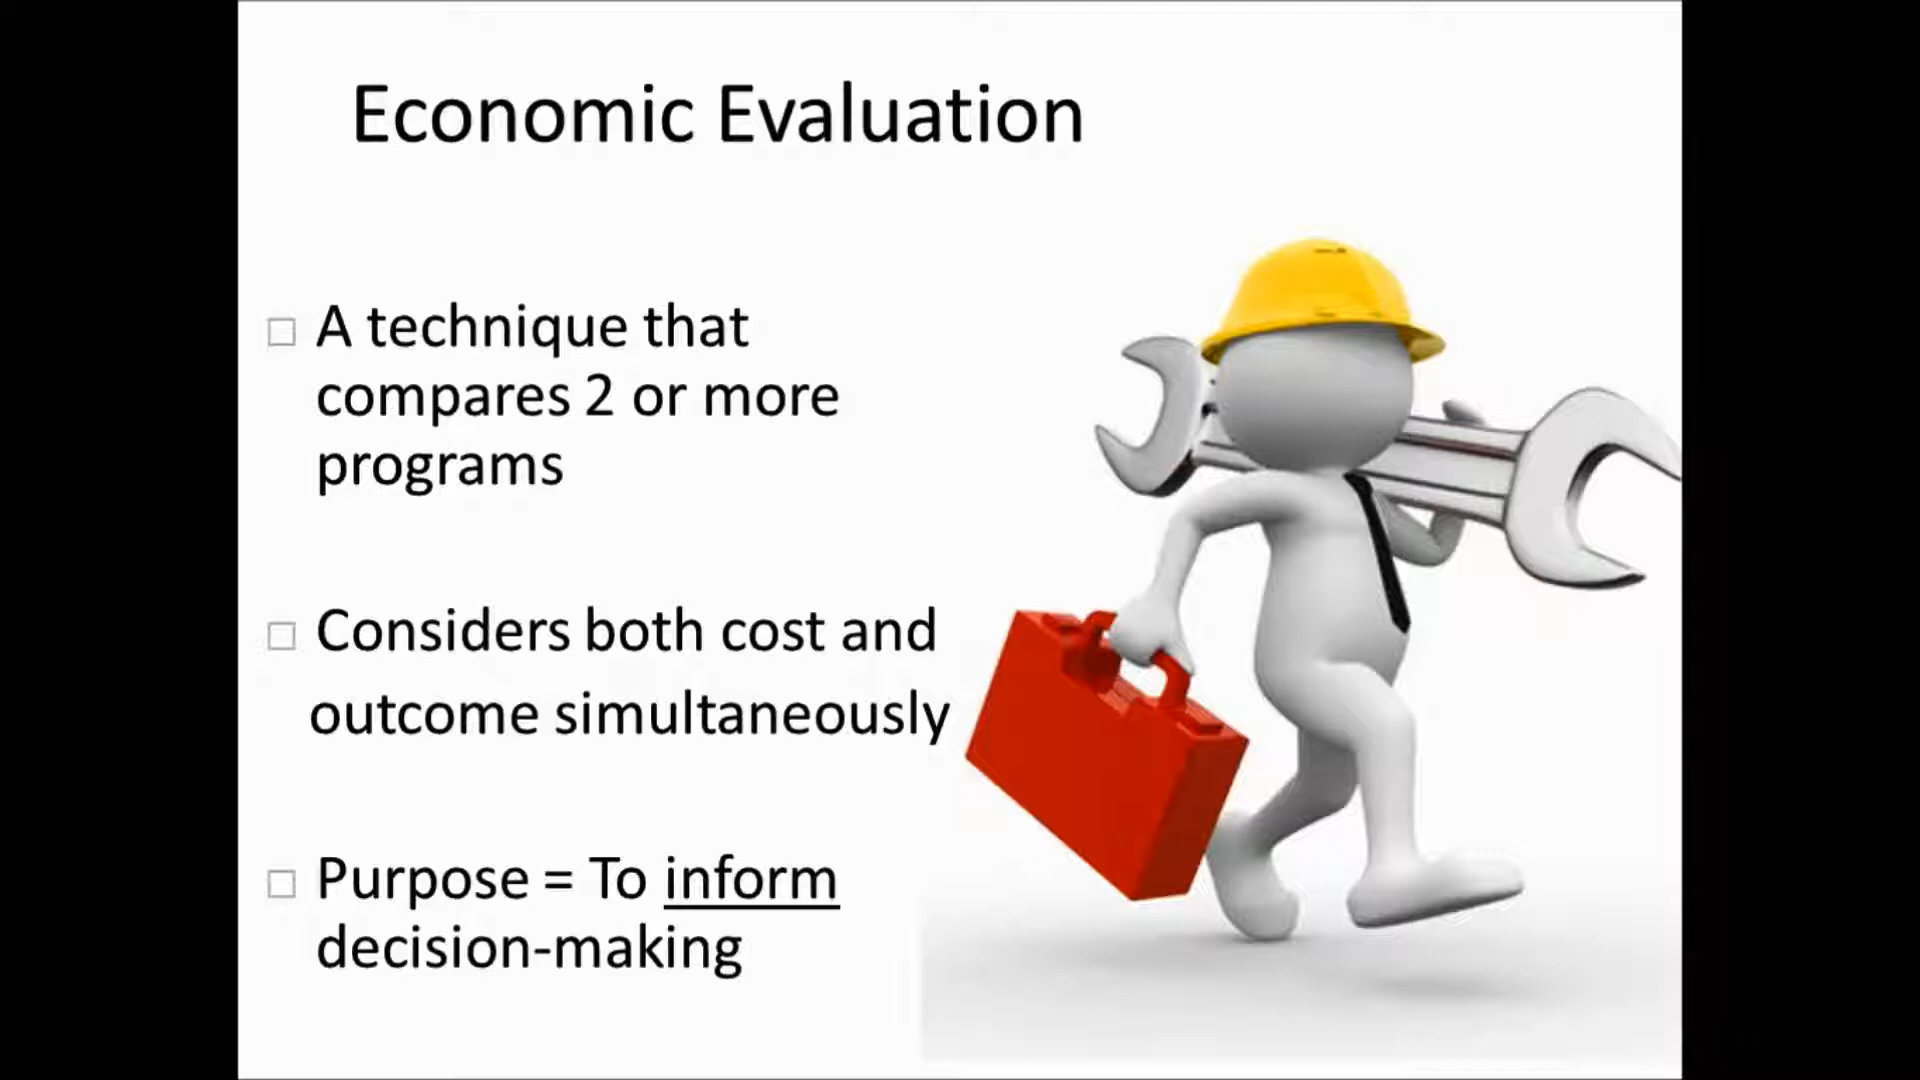 Economic Evaluation
A technique that
compares 2 or more
programs
Considers both cost and
outcome simultaneously
Purpose = To inform
decision-making